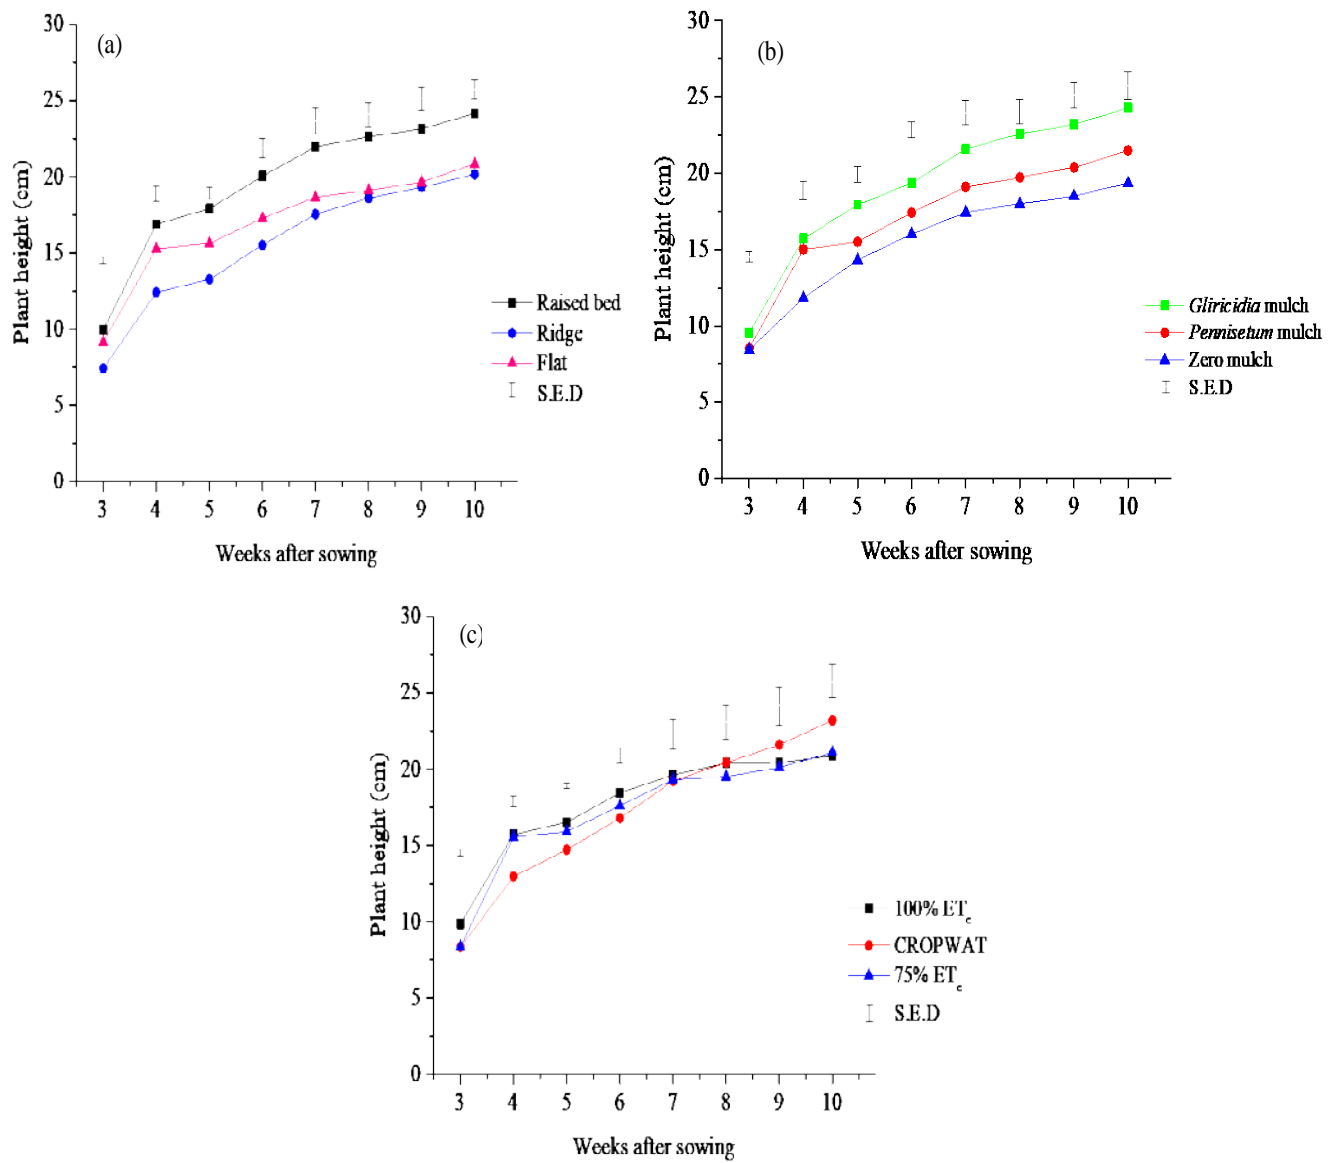 (a)
30
25
20
15
10
5
0
Plant height (cm)
3 4 5 6 7 8 9 10
Weeks after sowing
Raised bed
Ridge
Flat
S.E.D
(b)
30
25
20
15
10
5
0
Plant height (cm)
3 4 5 6 7 8 9 10
Weeks after sowing
Gliricidia mulch
Pennisetum mulch
Zero mulch
S.E.D
(c)
30
25
20
15
10
5
0
Plant height (cm)
3 4 5 6 7 8 9 10
Weeks after sowing
100% ETc
CROPWAT
75% ETc
S.E.D